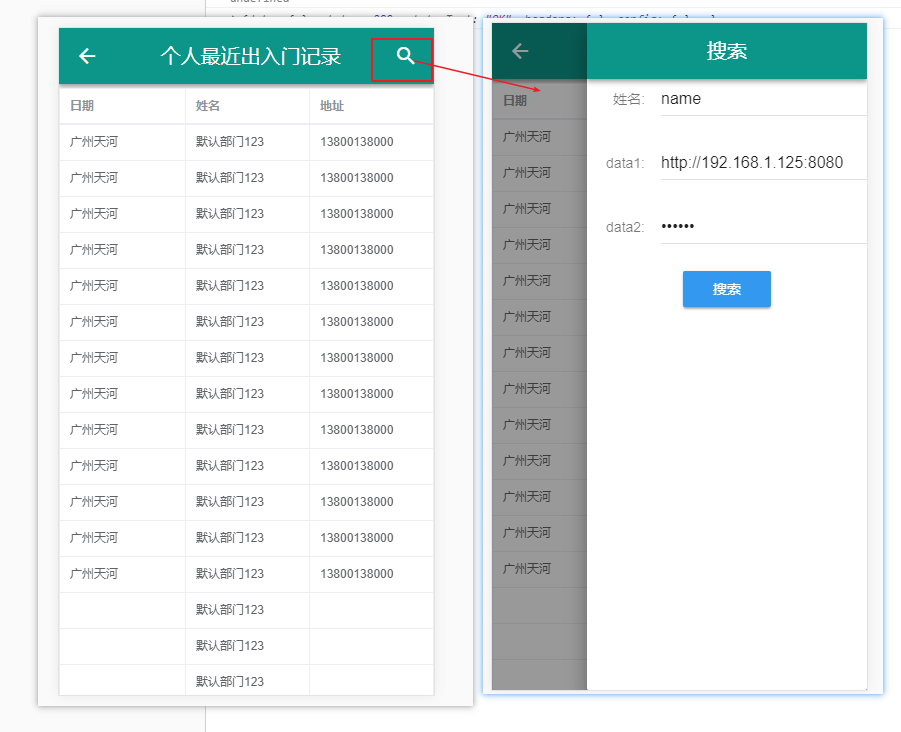 undefined
个人最近出入门记录
日期 姓名 地址
广州天河 默认部门123 13800138000
广州天河 默认部门123 13800138000
广州天河 默认部门123 13800138000
广州天河 默认部门123 13800138000
广州天河 默认部门123 13800138000
广州天河 默认部门123 13800138000
广州天河 默认部门123 13800138000
广州天河 默认部门123 13800138000
广州天河 默认部门123 13800138000
广州天河 默认部门123 13800138000
广州天河 默认部门123 13800138000
广州天河 默认部门123 13800138000
广州天河 默认部门123 13800138000
默认部门123
默认部门123
默认部门123
搜索
日期
广州天河
广州天河
广州天河
广州天河
广州天河
广州天河
广州天河
广州天河
广州天河
广州天河
广州天河
广州天河
广州天河
姓名: name
data1: http://192.168.1.125:8080
data2: ••••••
搜索